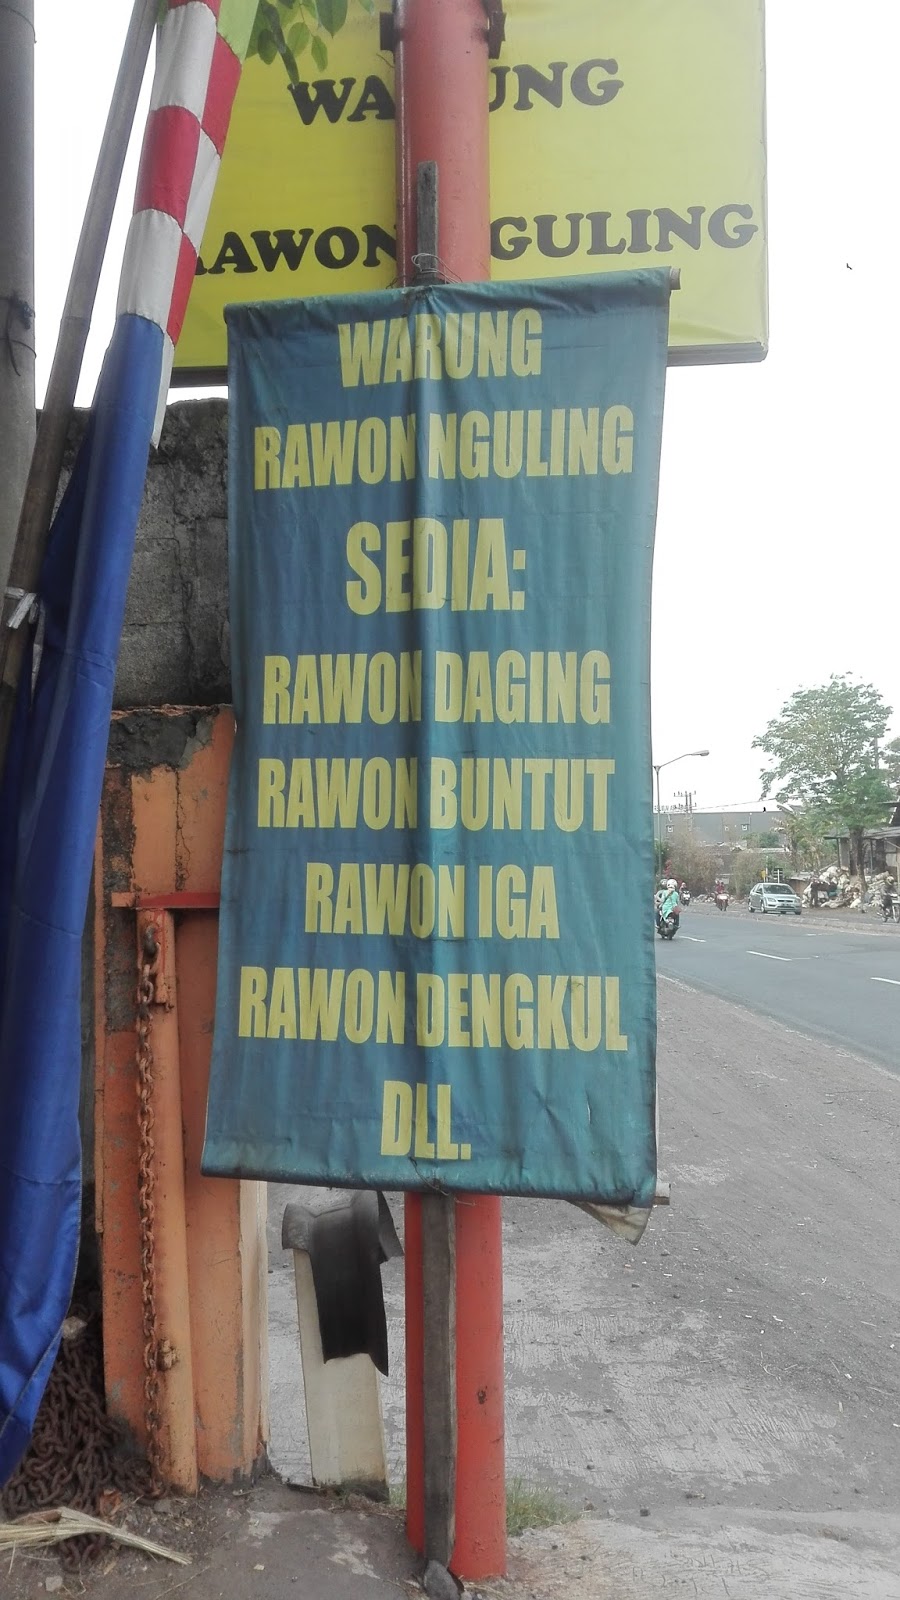 WARUNG
RAWON NGULING
WARUNG
RAWON NGULING
SEDIA:
RAWON DAGING
RAWON BUNTUT
RAWON IGA
RAWON DENGKUL
DLL.